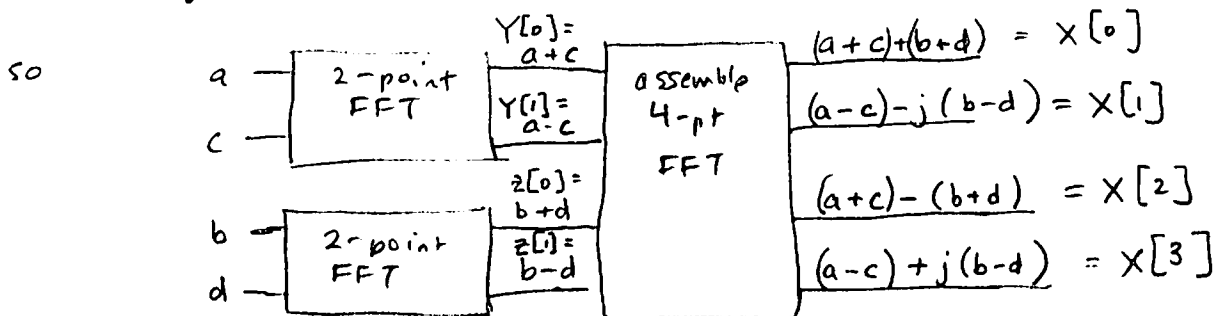 so
a
c
2-point
FFT
Y[0]=
a+c
Y[1]=
a-c
b
d
2-point
FFT
z[0]=
b+d
z[1]=
b-d
assemble
4-pt
FFT
(a+c)+(b+d) = X[0]
(a-c)-j(b-d) = X[1]
(a+c)-(b+d) = X[2]
(a-c)+j(b-d) = X[3]